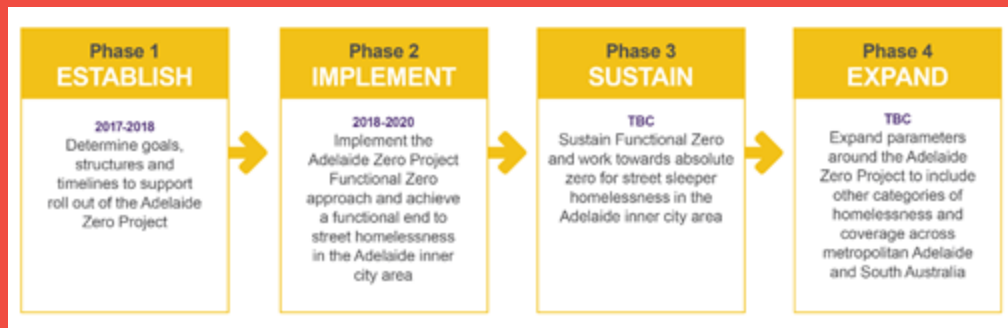 Phase 1
ESTABLISH
2017-2018
Determine goals,
structures and
timelines to support
roll out of the Adelaide
Zero Project
Phase 2
IMPLEMENT
2018-2020
Implement the
Adelaide Zero Project
Functional Zero
approach and achieve
a functional end to
street homelessness
in the Adelaide inner
city area
Phase 3
SUSTAIN
TBC
Sustain Functional Zero
and work towards absolute
zero for street sleeper
homelessness in the
Adelaide inner city area
Phase 4
EXPAND
TBC
Expand parameters
around the Adelaide
Zero Project to include
other categories of
homelessness and
coverage across
metropolitan Adelaide
and South Australia